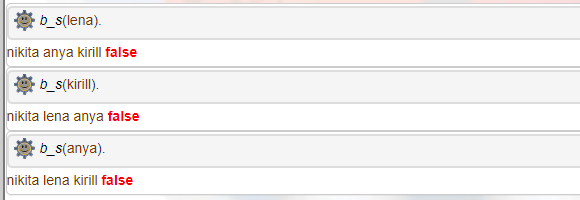 b_s(lena).
nikita anya kirill false
b_s(kirill).
nikita lena anya false
b_s(anya).
nikita lena kirill false